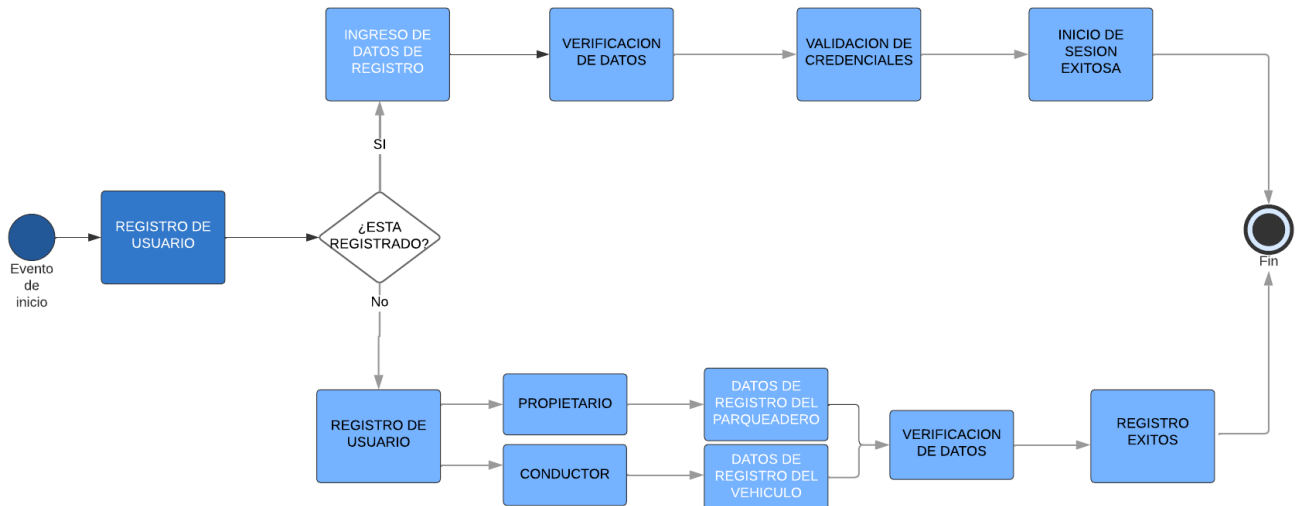 INGRESO DE
DATOS DE
REGISTRO
VERIFICACION
DE DATOS
VALIDACION DE
CREDENCIALES
INICIO DE
SESION
EXITOSA
SI
Evento
de
inicio
REGISTRO DE
USUARIO
¿ESTA
REGISTRADO?
Fin
No
REGISTRO DE
USUARIO
PROPIETARIO
DATOS DE
REGISTRO DEL
PARQUEADERO
CONDUCTOR
DATOS DE
REGISTRO DEL
VEHICULO
VERIFICACION
DE DATOS
REGISTRO
EXITOS